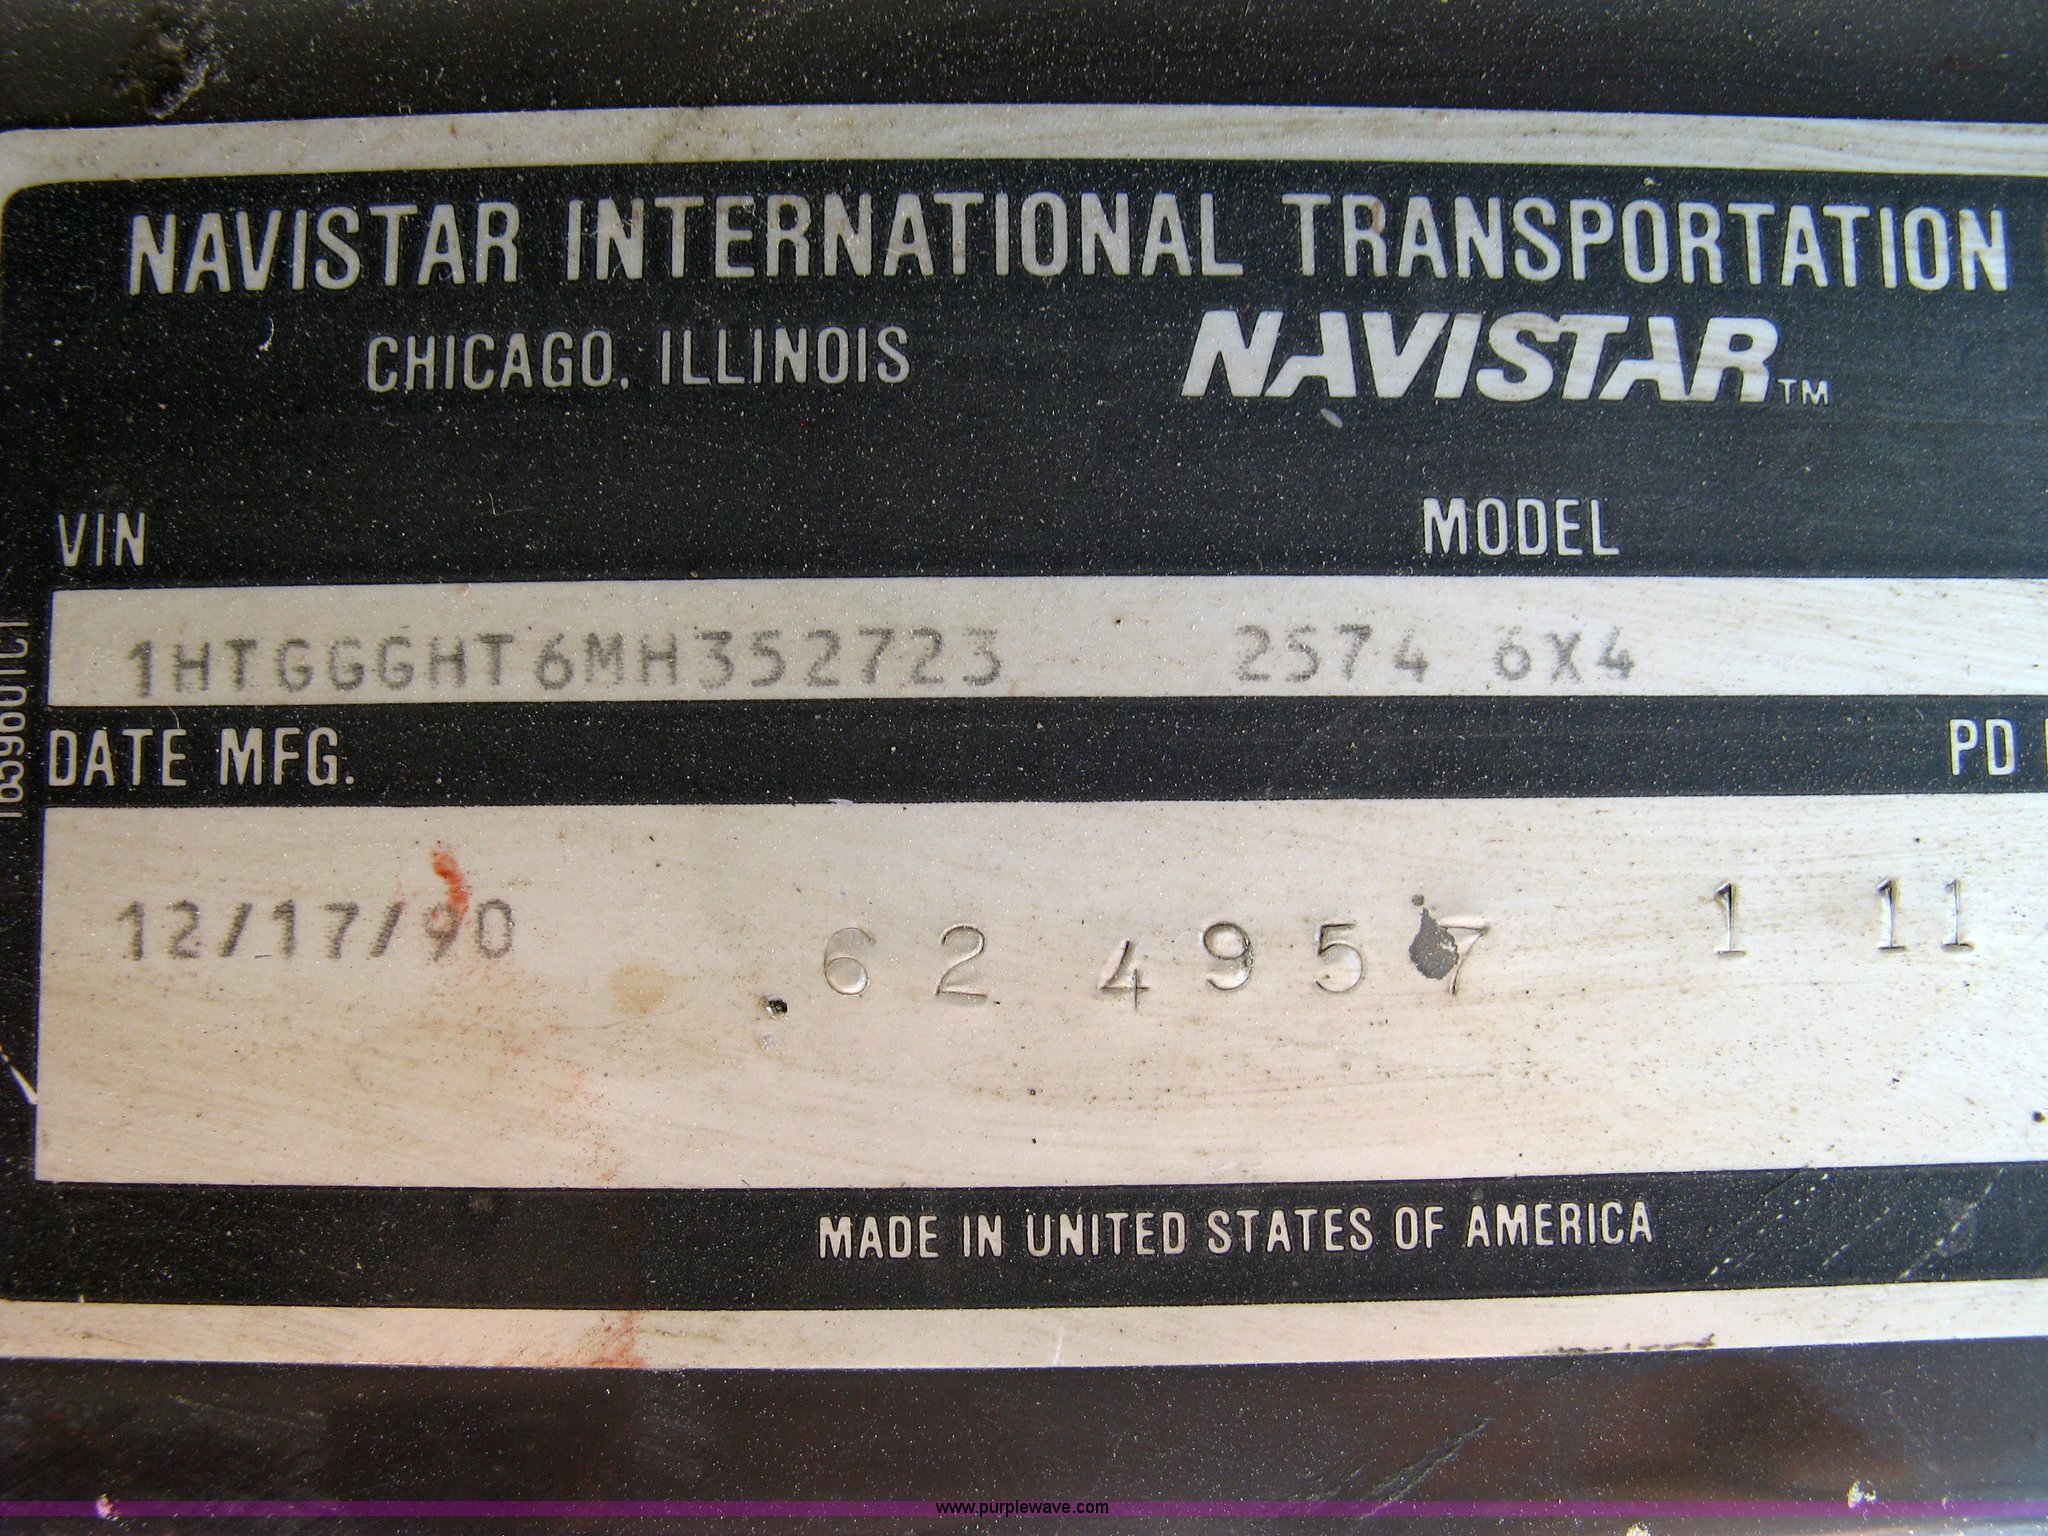 NAVISTAR INTERNATIONAL TRANSPORTATION
CHICAGO, ILLINOIS NAVISTAR™
VIN MODEL
1HTGGGHT6MH352723 2574 6X4
DATE MFG. PD
12/17/90 62 4957 1 11
MADE IN UNITED STATES OF AMERICA
1659601C1
www.purplewave.com